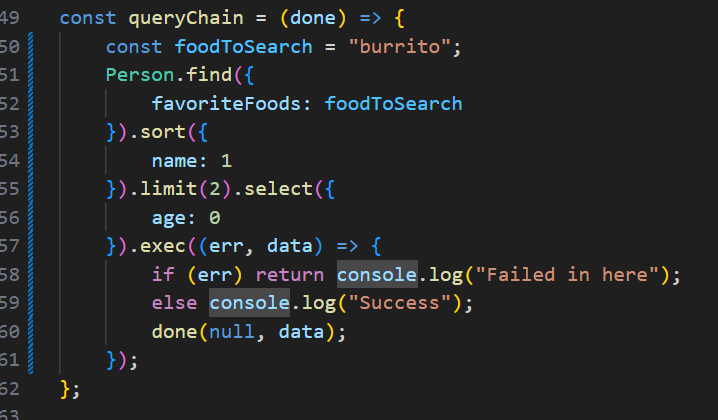 49 const queryChain = (done) => {
50     const foodToSearch = "burrito";
51     Person.find({
52         favoriteFoods: foodToSearch
53     }).sort({
54         name: 1
55     }).limit(2).select({
56         age: 0
57     }).exec((err, data) => {
58         if (err) return console.log("Failed in here");
59         else console.log("Success");
60         done(null, data);
61     });
62 };
63